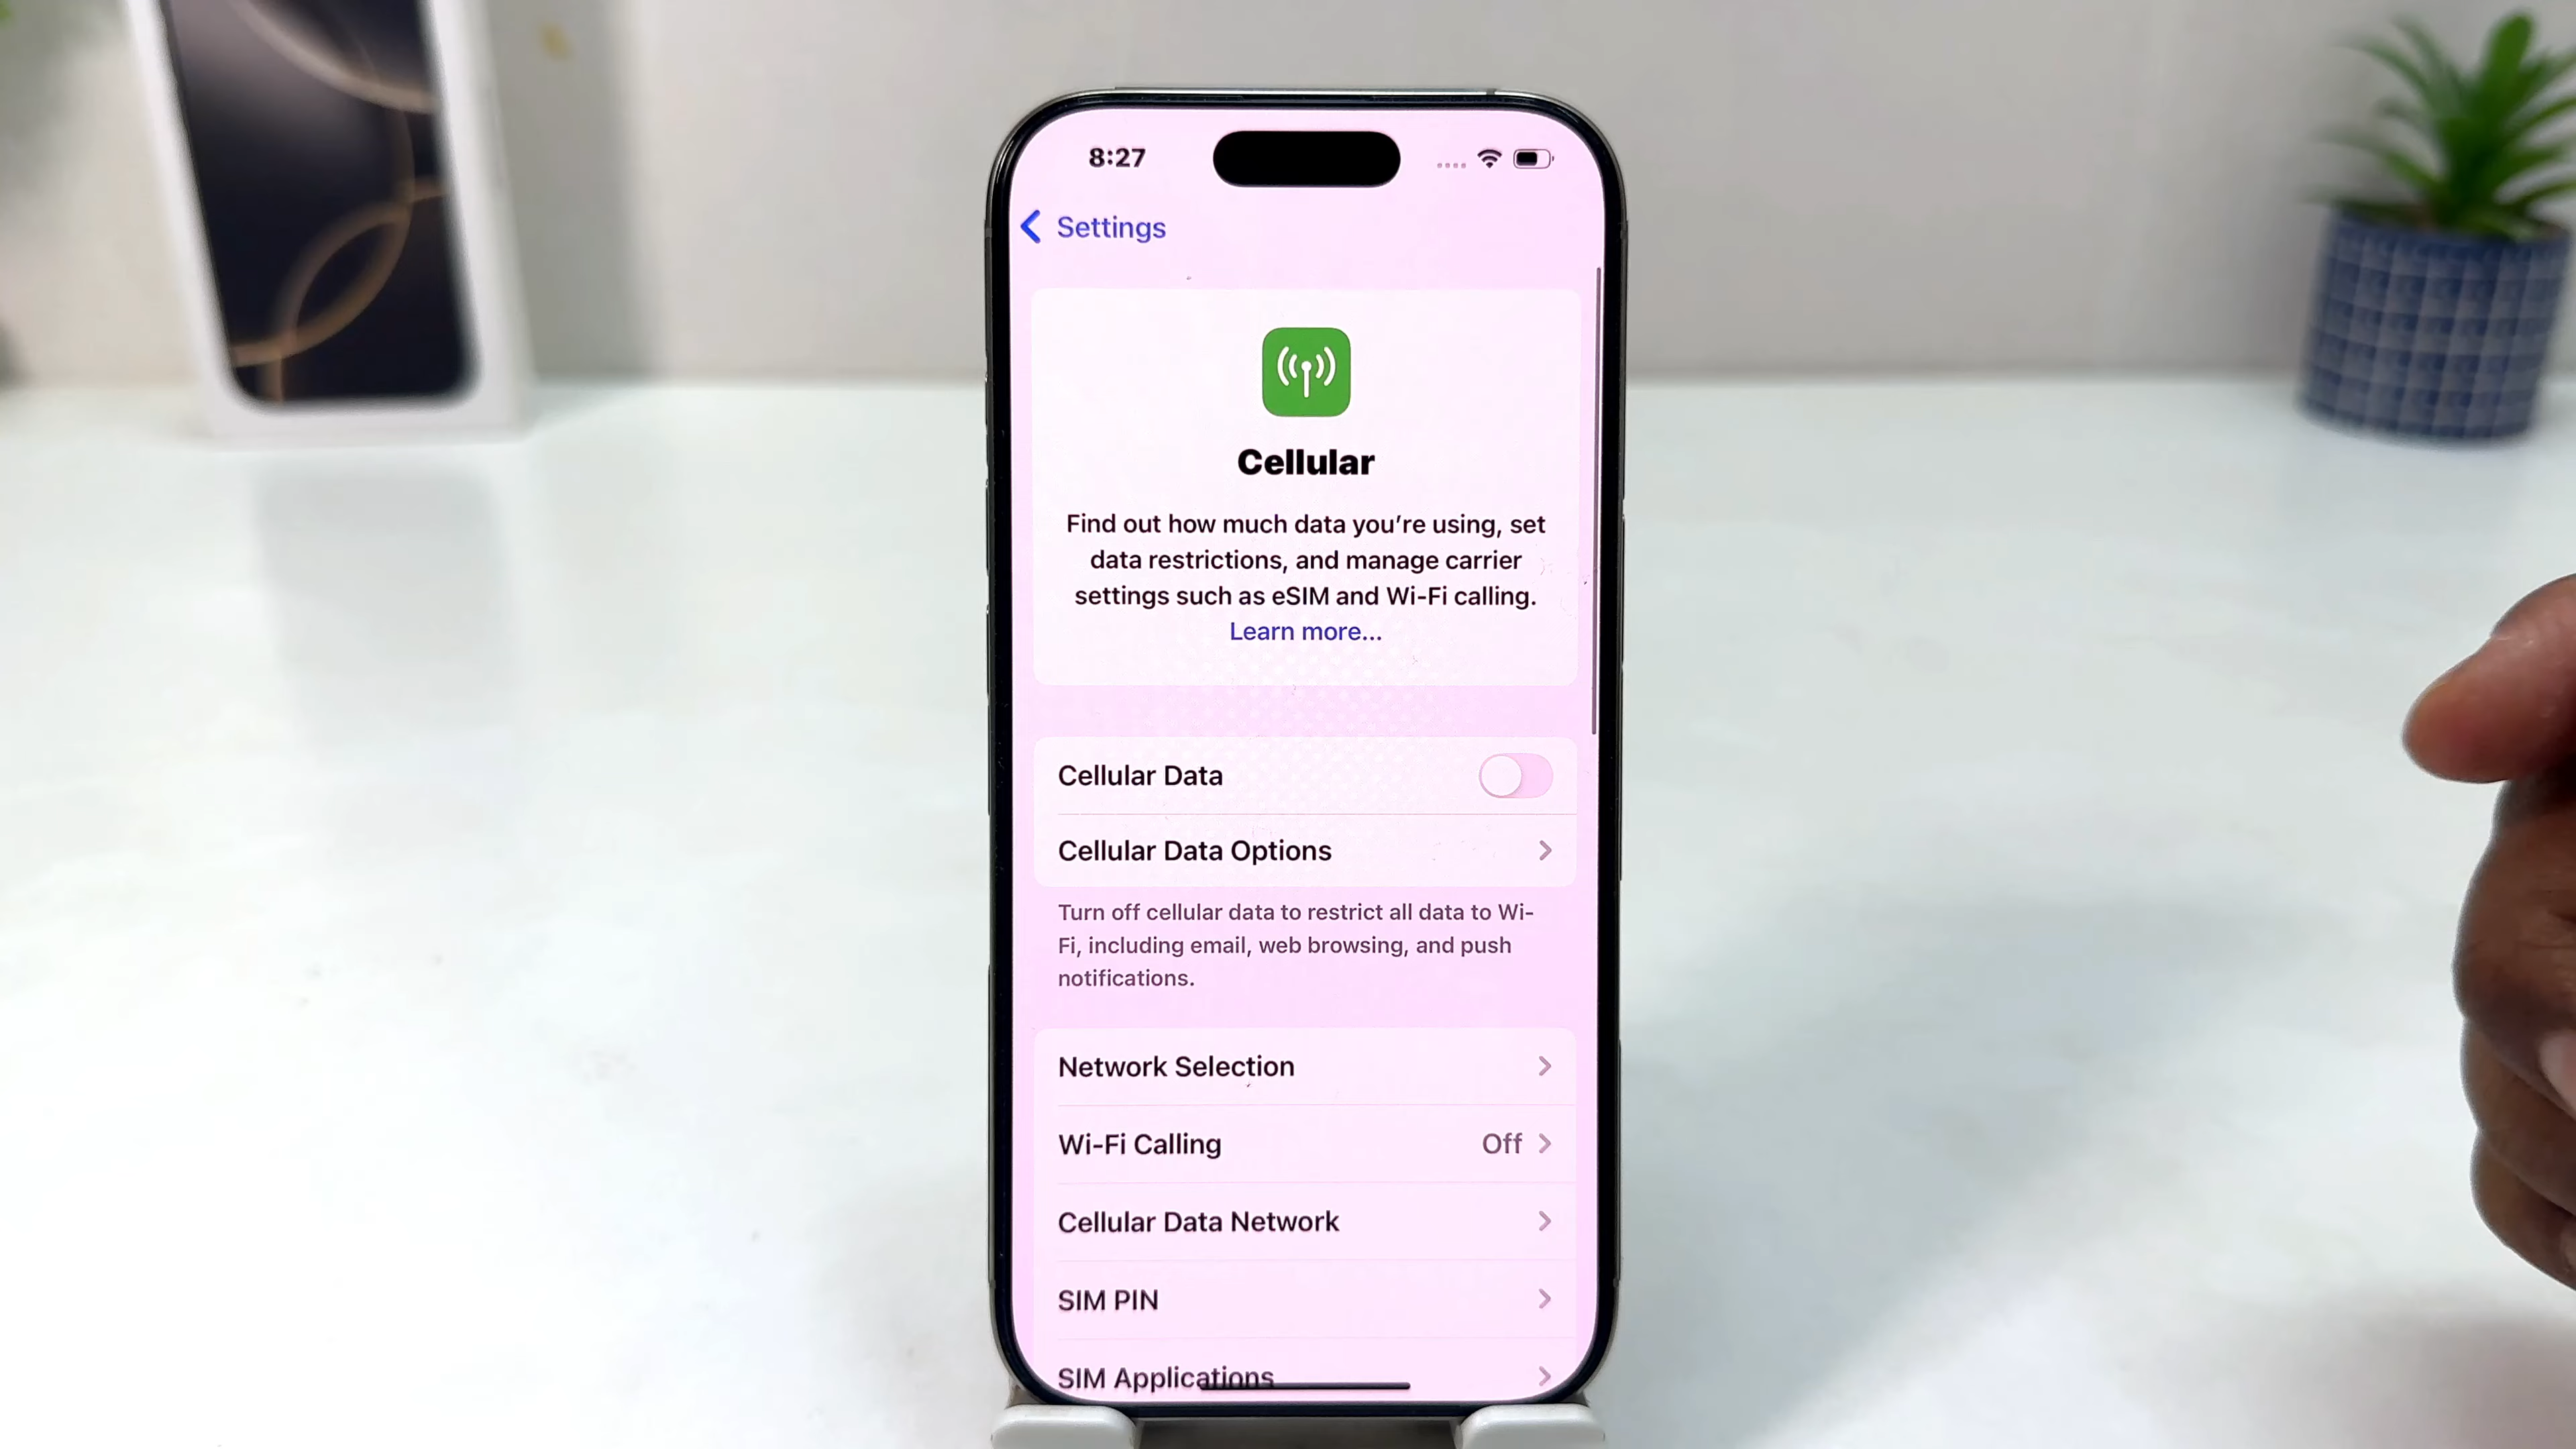 8:27
Settings
Cellular
Find out how much data you’re using, set
data restrictions, and manage carrier
settings such as eSIM and Wi-Fi calling.
Learn more...
Cellular Data
Cellular Data Options
Turn off cellular data to restrict all data to Wi-
Fi, including email, web browsing, and push
notifications.
Network Selection
Wi-Fi Calling Off
Cellular Data Network
SIM PIN
SIM Applications